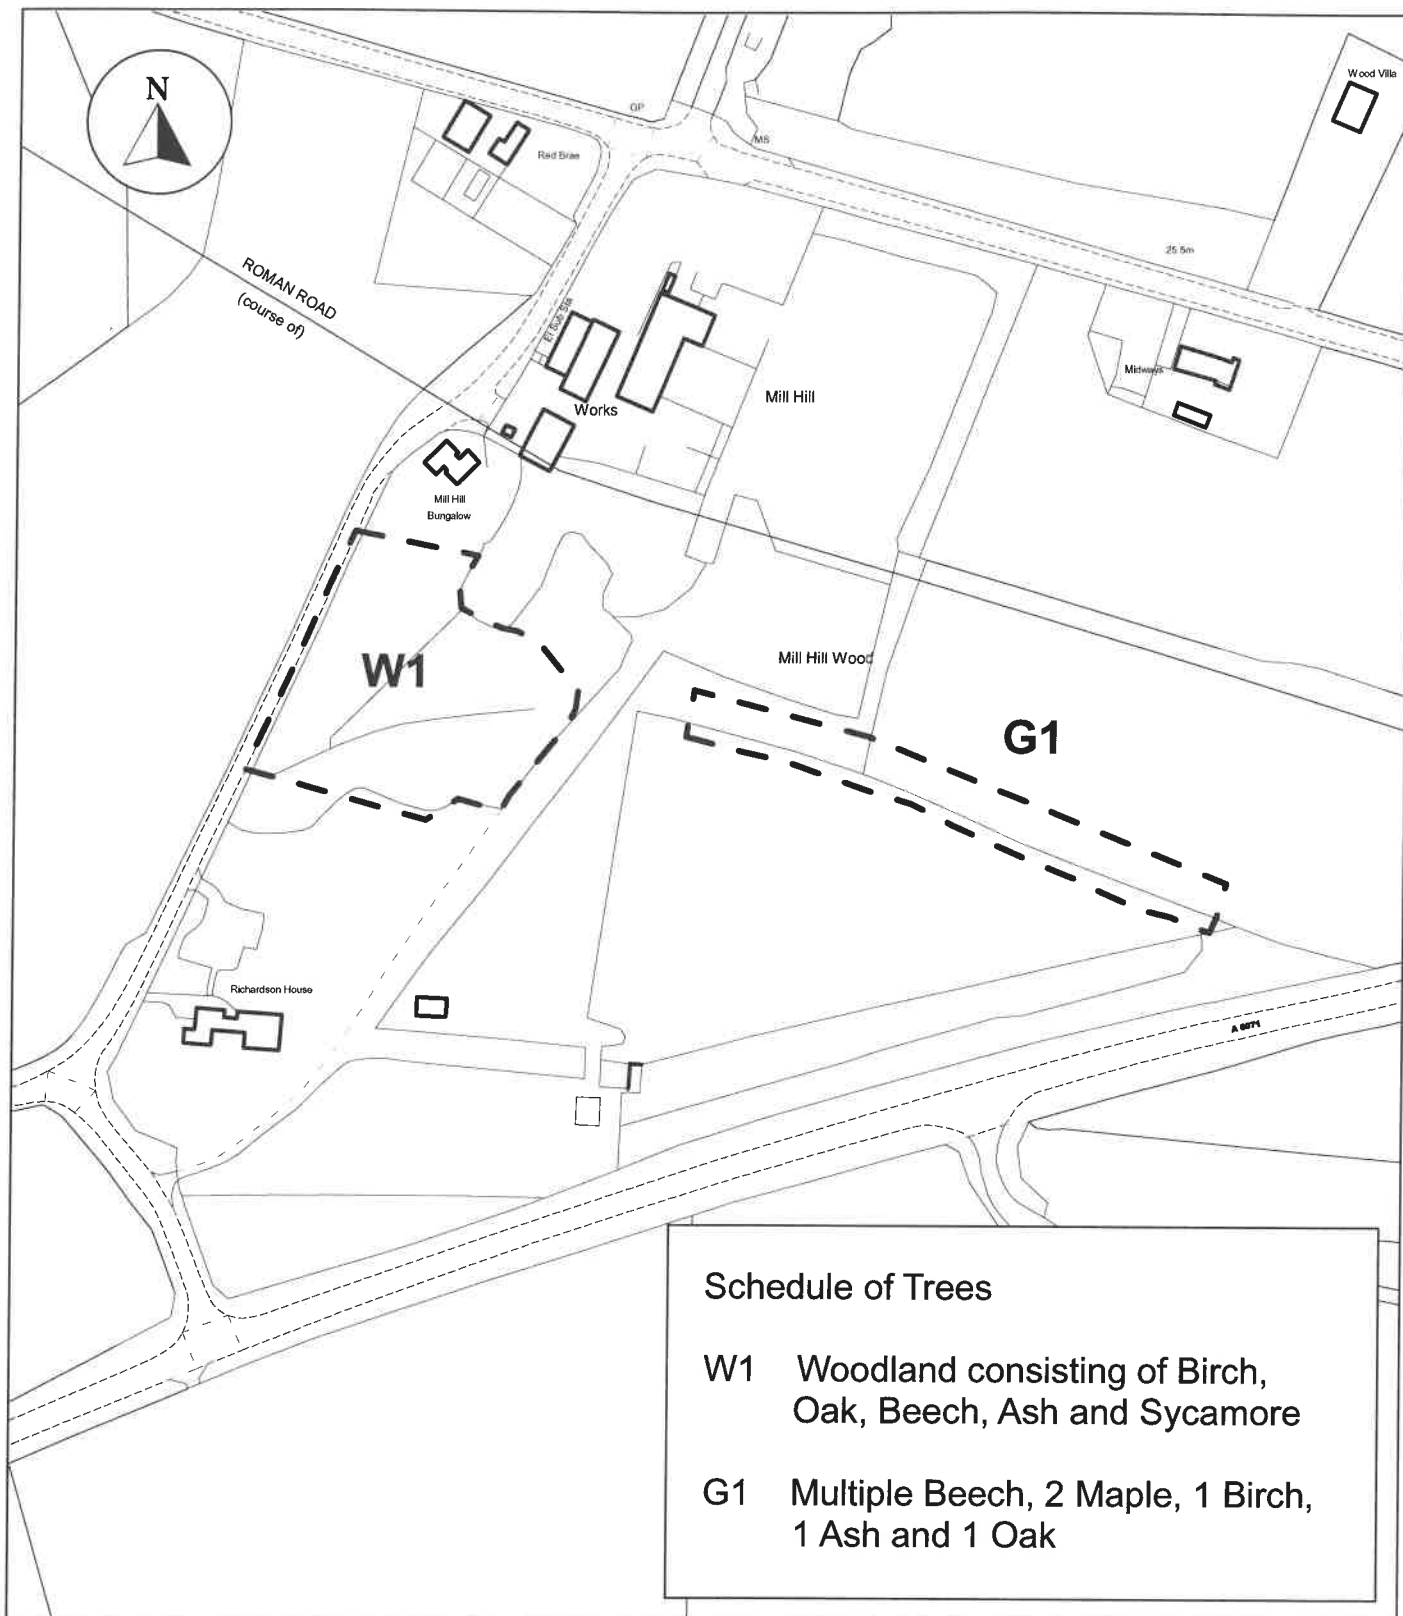 N
Wood Villa
GP
MS
Red Brae
25.5m
ROMAN ROAD
(course of)
El Sub Sta
Midways
Mill Hill
Works
Mill Hill
Bungalow
Mill Hill Wood
W1
G1
Richardson House
A 6071
Schedule of Trees
W1 Woodland consisting of Birch,
Oak, Beech, Ash and Sycamore
G1 Multiple Beech, 2 Maple, 1 Birch,
1 Ash and 1 Oak